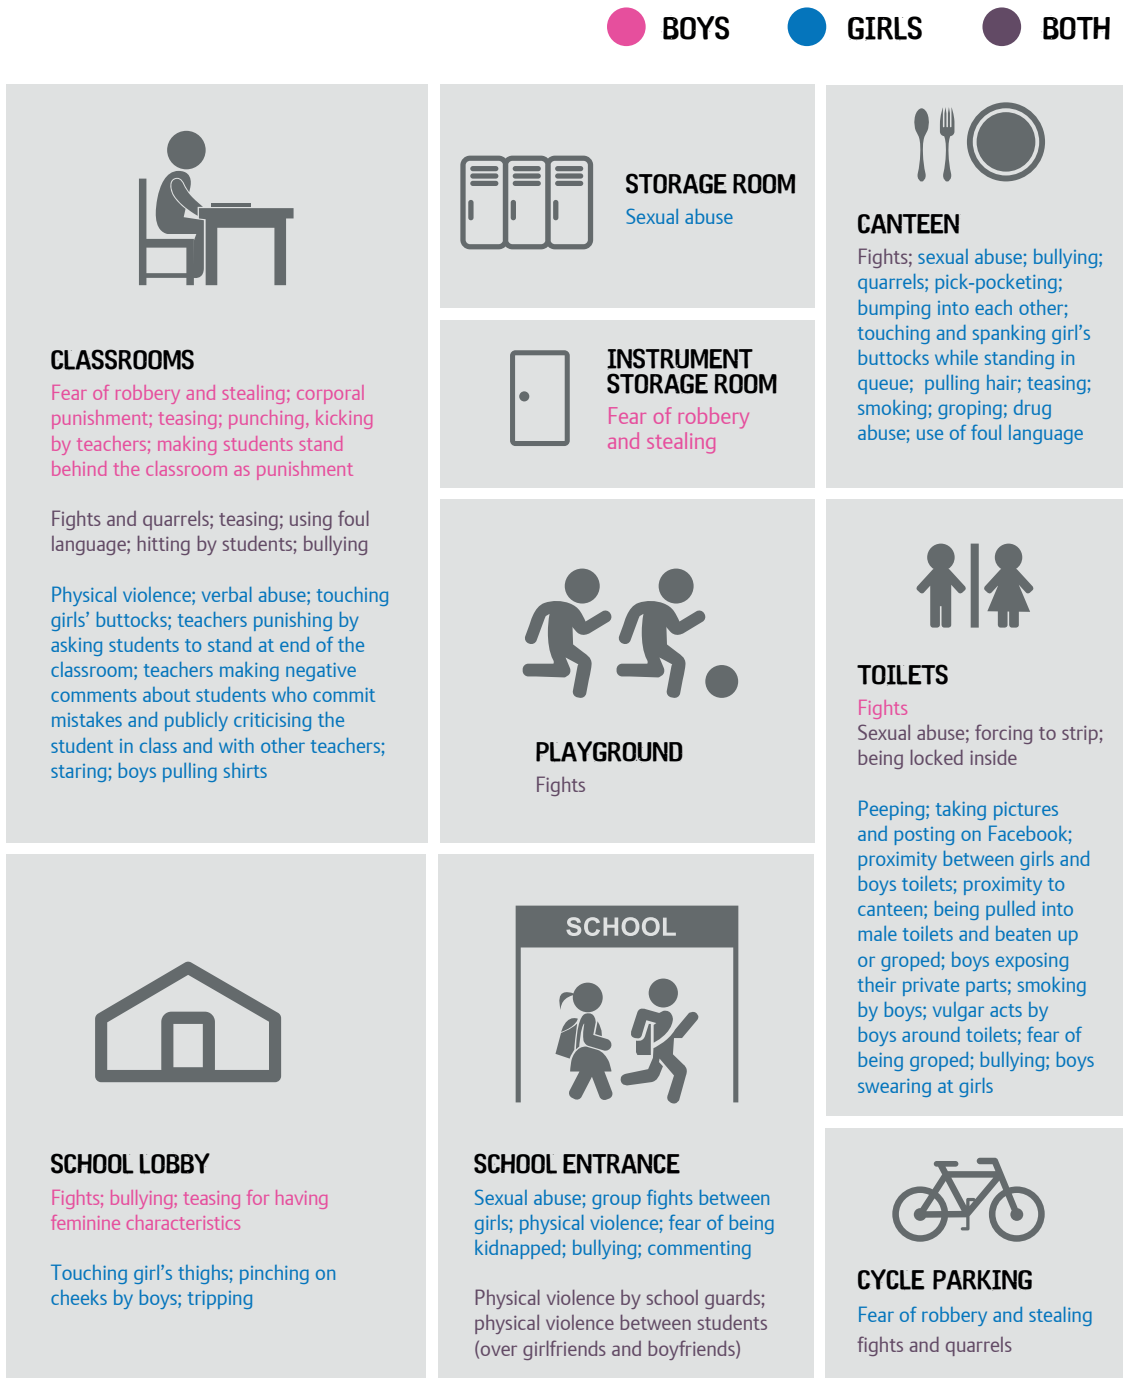 BOYS GIRLS BOTH
CLASSROOMS
Fear of robbery and stealing; corporal
punishment; teasing; punching, kicking
by teachers; making students stand
behind the classroom as punishment
Fights and quarrels; teasing; using foul
language; hitting by students; bullying
Physical violence; verbal abuse; touching
girls’ buttocks; teachers punishing by
asking students to stand at end of the
classroom; teachers making negative
comments about students who commit
mistakes and publicly criticising the
student in class and with other teachers;
staring; boys pulling shirts
STORAGE ROOM
Sexual abuse
INSTRUMENT
STORAGE ROOM
Fear of robbery
and stealing
CANTEEN
Fights; sexual abuse; bullying;
quarrels; pick-pocketing;
bumping into each other;
touching and spanking girl’s
buttocks while standing in
queue; pulling hair; teasing;
smoking; groping; drug
abuse; use of foul language
PLAYGROUND
Fights
TOILETS
Fights
Sexual abuse; forcing to strip;
being locked inside
Peeping; taking pictures
and posting on Facebook;
proximity between girls and
boys toilets; proximity to
canteen; being pulled into
male toilets and beaten up
or groped; boys exposing
their private parts; smoking
by boys; vulgar acts by
boys around toilets; fear of
being groped; bullying; boys
swearing at girls
SCHOOL LOBBY
Fights; bullying; teasing for having
feminine characteristics
Touching girl’s thighs; pinching on
cheeks by boys; tripping
SCHOOL
SCHOOL ENTRANCE
Sexual abuse; group fights between
girls; physical violence; fear of being
kidnapped; bullying; commenting
Physical violence by school guards;
physical violence between students
(over girlfriends and boyfriends)
CYCLE PARKING
Fear of robbery and stealing
fights and quarrels